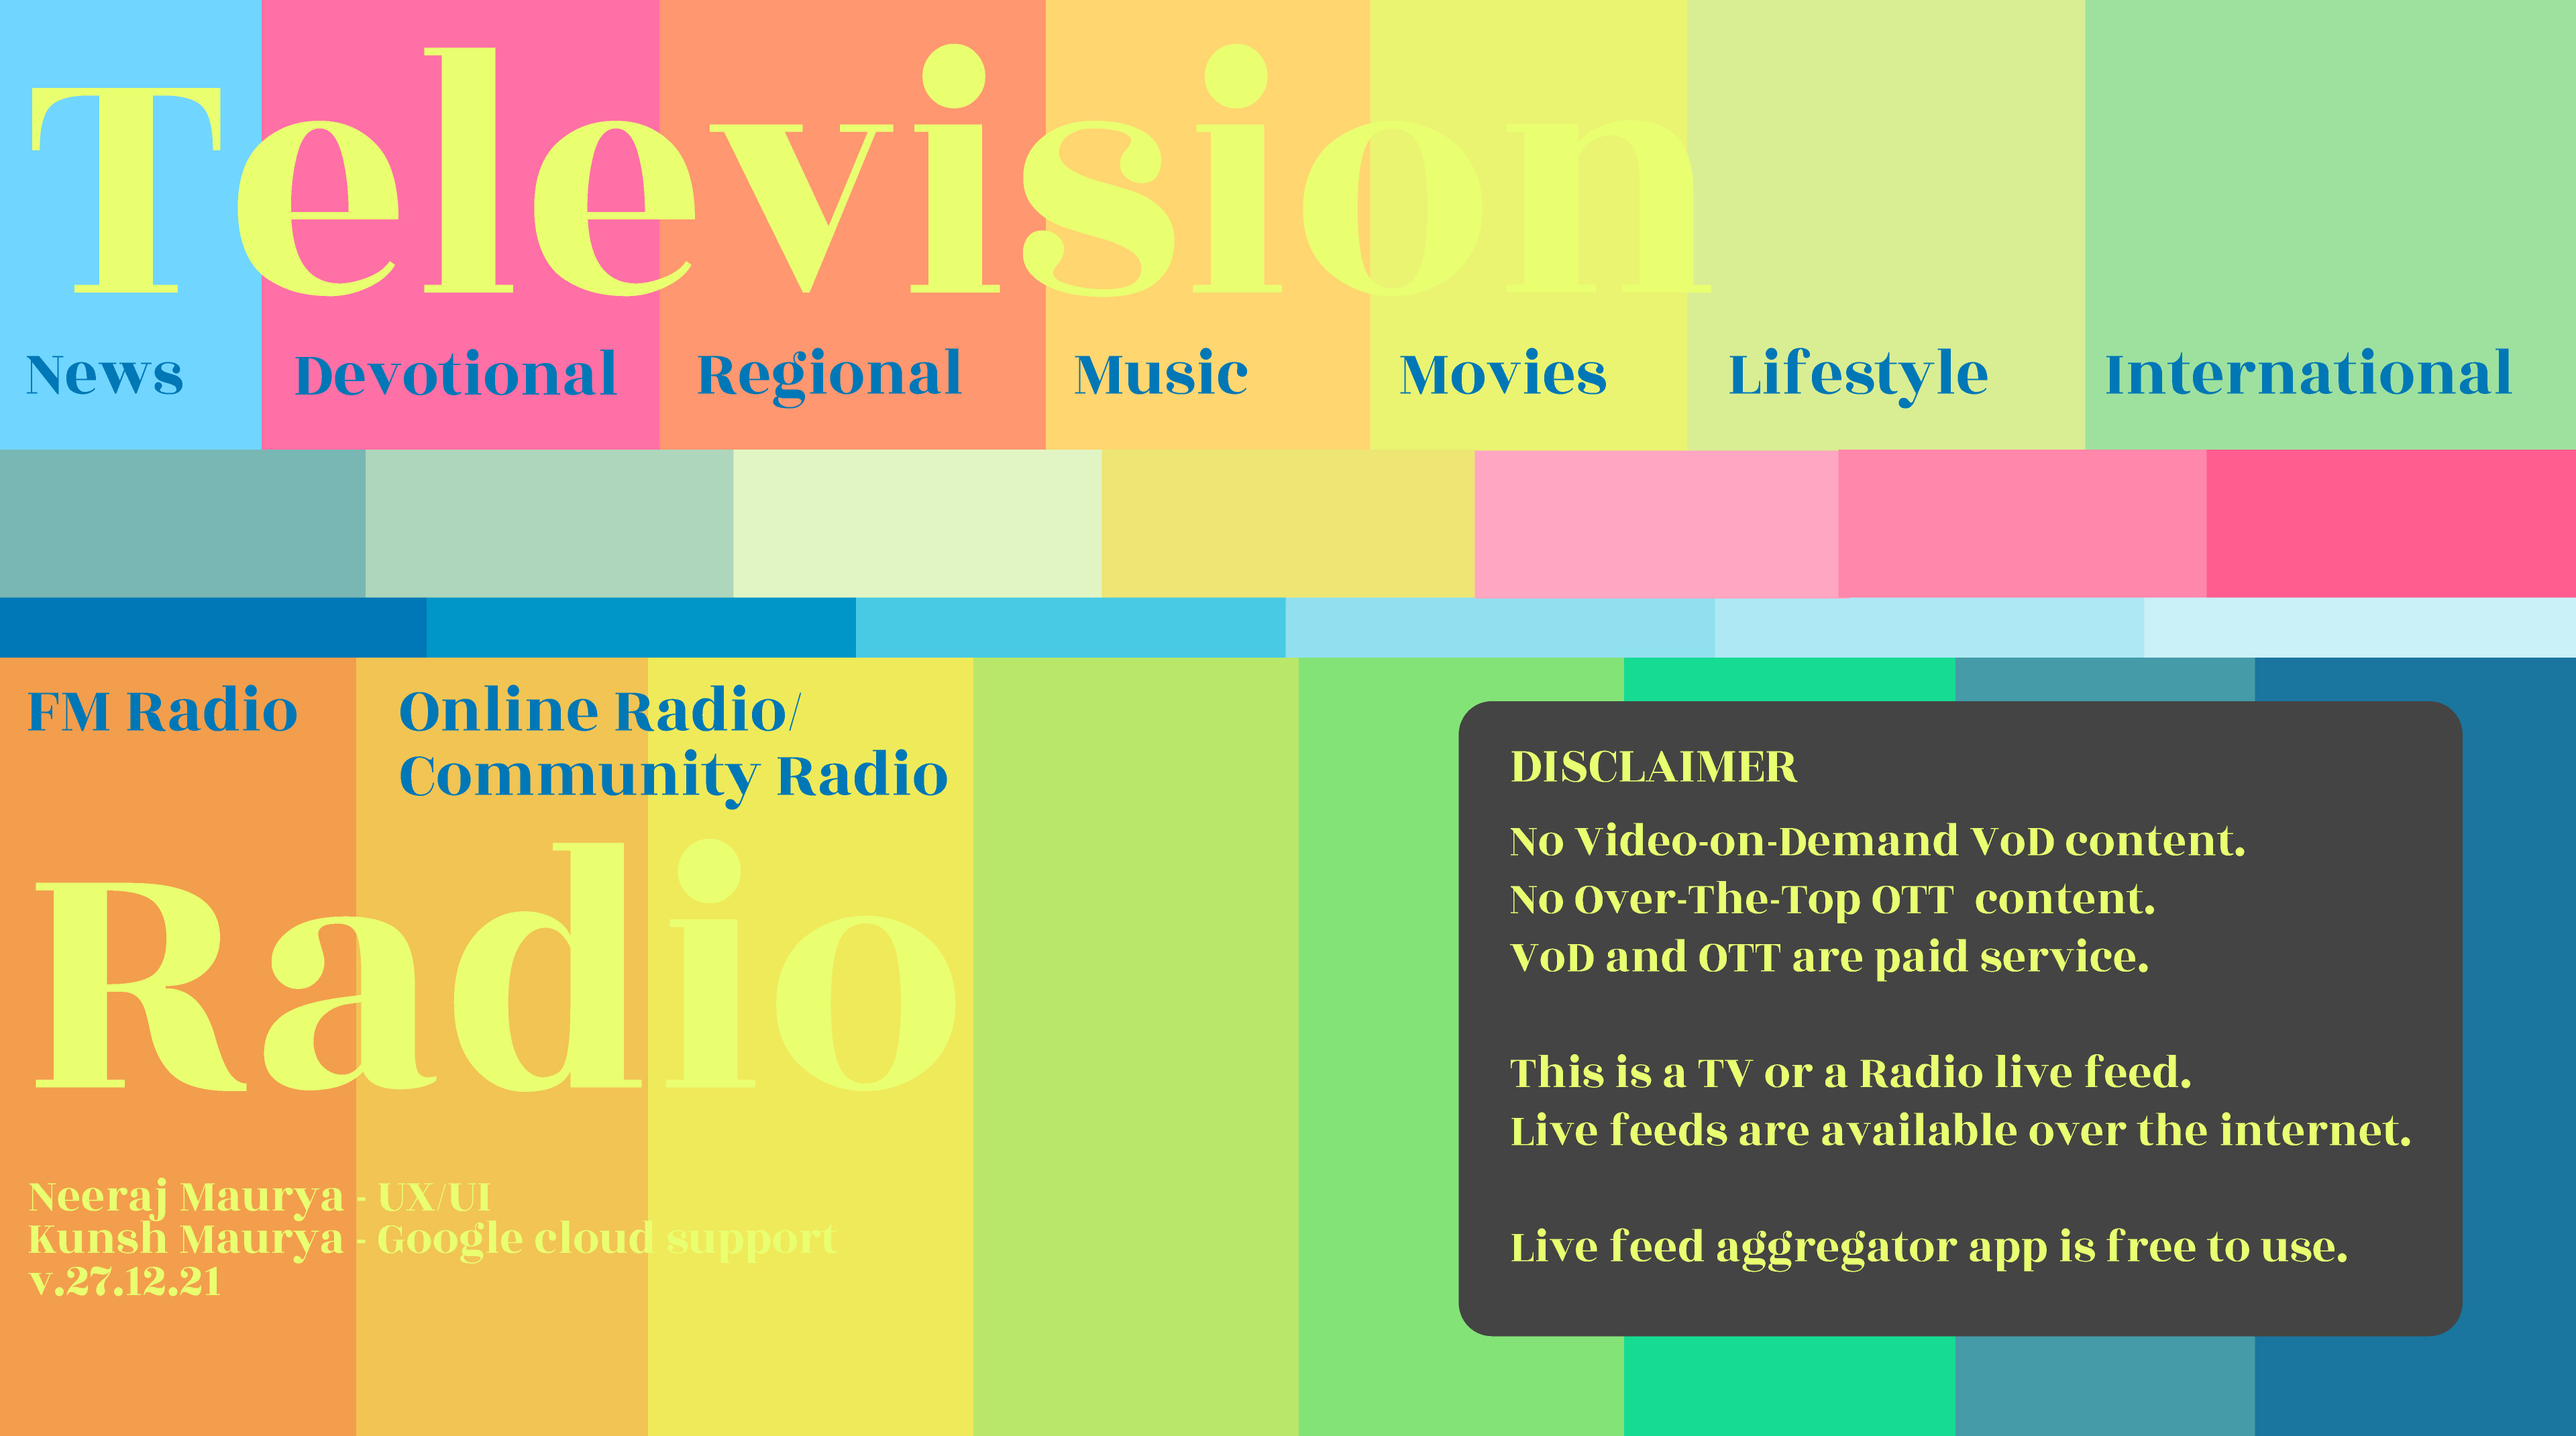 Television
News
Devotional
Regional
Music
Movies
Lifestyle
International
FM Radio
Online Radio/
Community Radio
Radio
Neeraj Maurya - UX/UI
Kunsh Maurya - Google cloud support
v.27.12.21
DISCLAIMER
No Video-on-Demand VoD content.
No Over-The-Top OTT content.
VoD and OTT are paid service.
This is a TV or a Radio live feed.
Live feeds are available over the internet.
Live feed aggregator app is free to use.